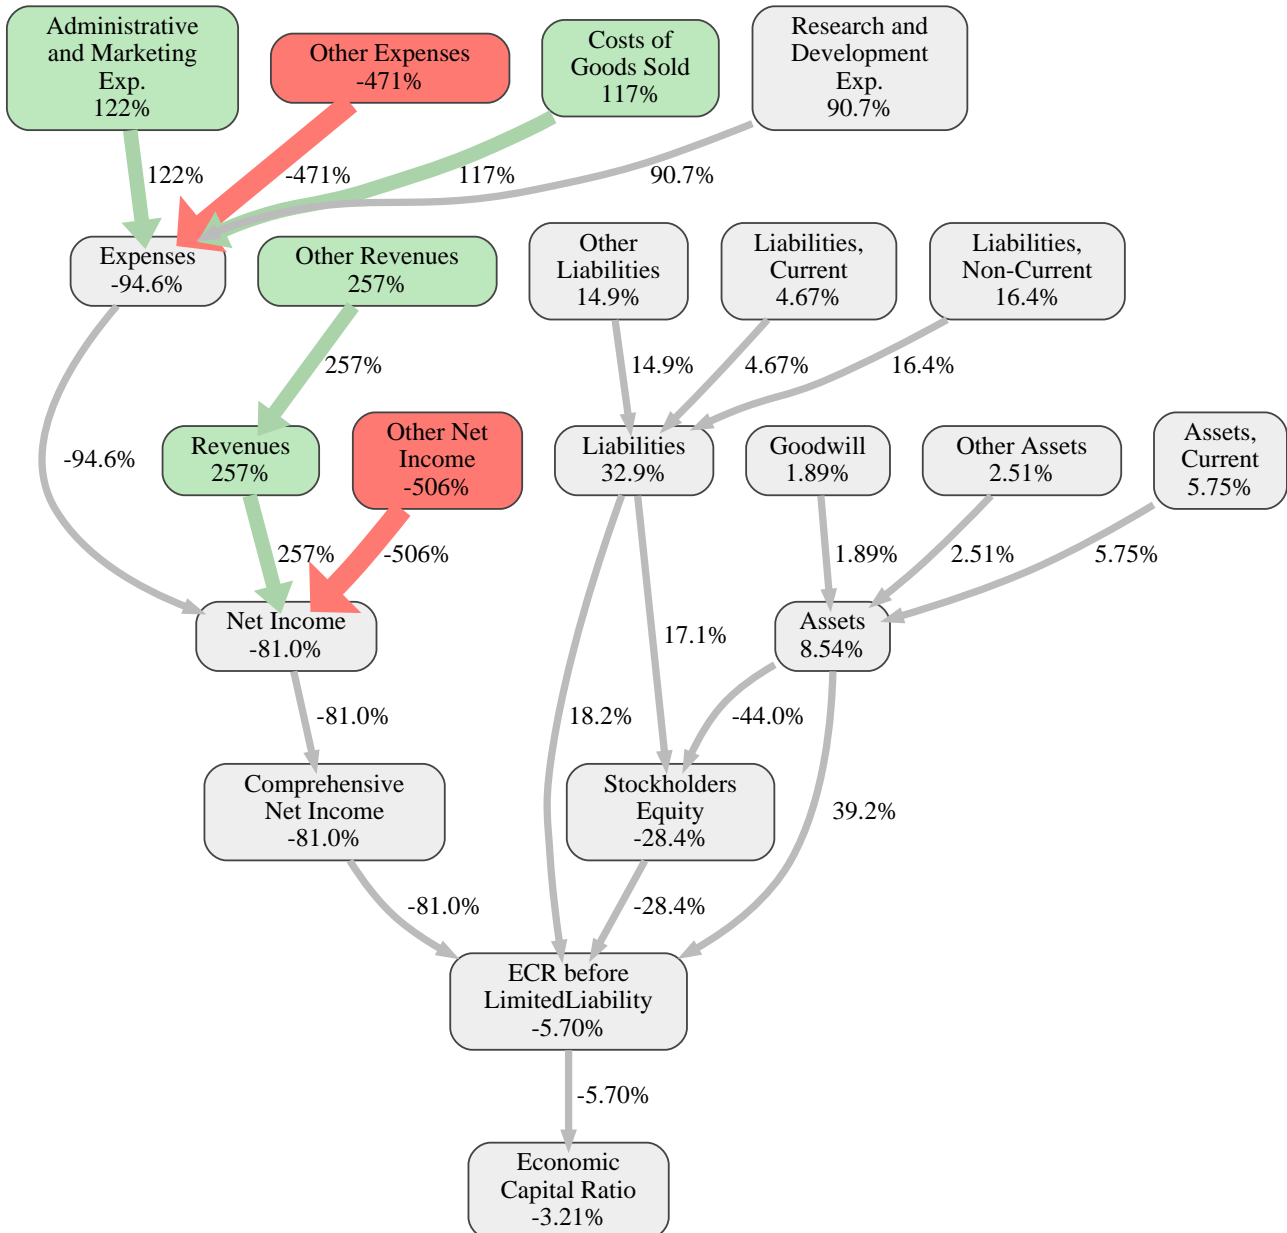 Administrative
and Marketing
Exp.
122%
Other Expenses
-471%
Costs of
Goods Sold
117%
Research and
Development
Exp.
90.7%
122%
-471%
117%
90.7%
Expenses
-94.6%
Other Revenues
257%
Other
Liabilities
14.9%
Liabilities,
Current
4.67%
Liabilities,
Non-Current
16.4%
257%
14.9%
4.67%
16.4%
-94.6%
Revenues
257%
Other Net
Income
-506%
Liabilities
32.9%
Goodwill
1.89%
Other Assets
2.51%
Assets,
Current
5.75%
257%
-506%
1.89%
2.51%
5.75%
Net Income
-81.0%
17.1%
Assets
8.54%
-81.0%
18.2%
-44.0%
Comprehensive
Net Income
-81.0%
Stockholders
Equity
-28.4%
39.2%
-81.0%
-28.4%
ECR before
LimitedLiability
-5.70%
-5.70%
Economic
Capital Ratio
-3.21%